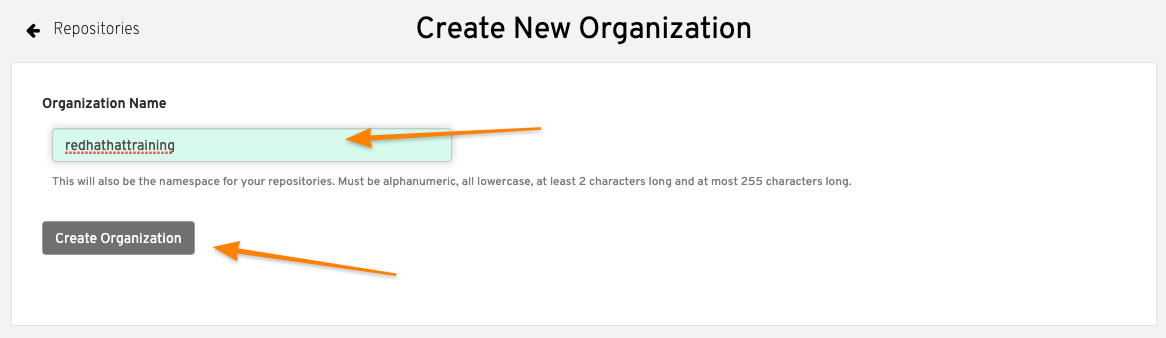 Repositories
Create New Organization
Organization Name
redhathattraining
This will also be the namespace for your repositories. Must be alphanumeric, all lowercase, at least 2 characters long and at most 255 characters long.
Create Organization